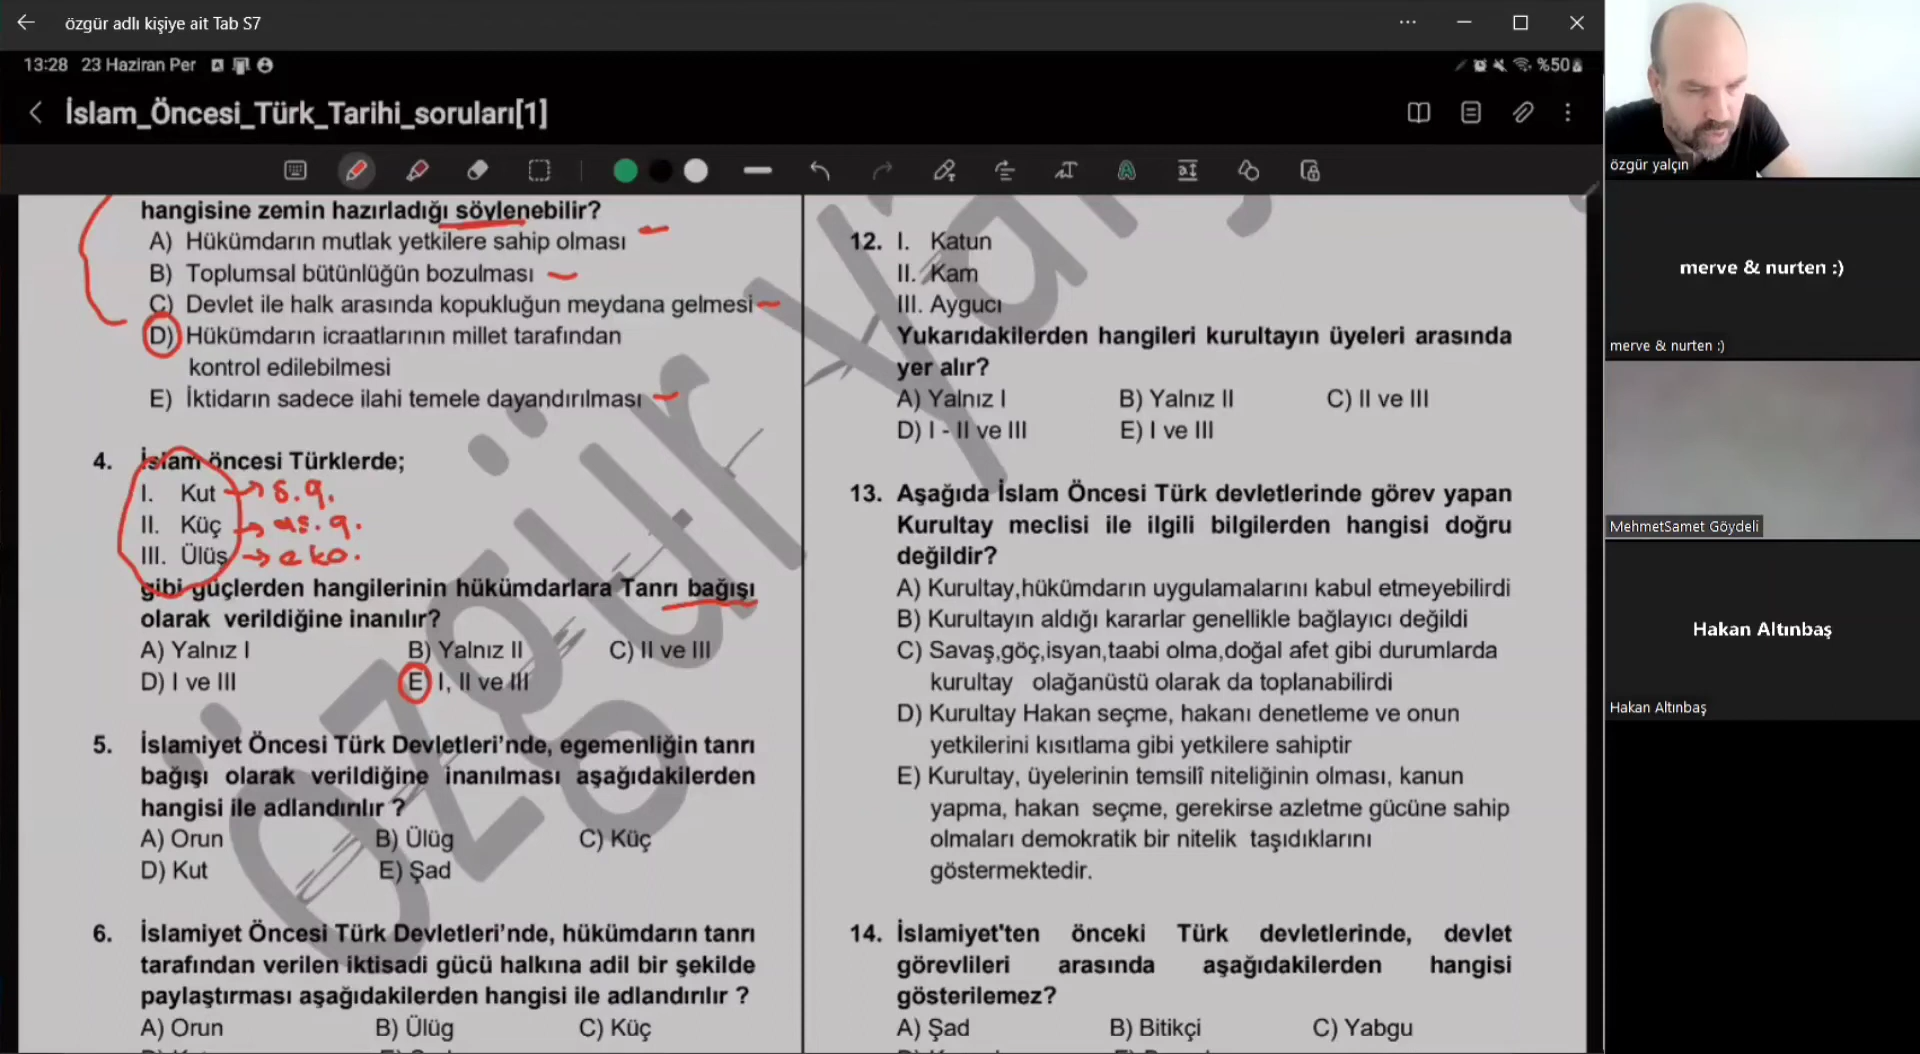 özgür adlı kişiye ait Tab S7
13:28 23 Haziran Per
%50
İslam_Öncesi_Türk_Tarihi_soruları[1]
hangisine zemin hazırladığı söylenebilir?
A) Hükümdarın mutlak yetkilere sahip olması
B) Toplumsal bütünlüğün bozulması
C) Devlet ile halk arasında kopukluğun meydana gelmesi
D) Hükümdarın icraatlarının millet tarafından
kontrol edilebilmesi
E) İktidarın sadece ilahi temele dayandırılması
4. İslam öncesi Türklerde;
I. Kut → s.g.
II. Küç → as.g.
III. Ülüş → eko.
gibi güçlerden hangilerinin hükümdarlara Tanrı bağışı
olarak verildiğine inanılır?
A) Yalnız I B) Yalnız II C) II ve III
D) I ve III E) I, II ve III
5. İslamiyet Öncesi Türk Devletleri'nde, egemenliğin tanrı
bağışı olarak verildiğine inanılması aşağıdakilerden
hangisi ile adlandırılır ?
A) Orun B) Ülüg C) Küç
D) Kut E) Şad
6. İslamiyet Öncesi Türk Devletleri'nde, hükümdarın tanrı
tarafından verilen iktisadi gücü halkına adil bir şekilde
paylaştırması aşağıdakilerden hangisi ile adlandırılır ?
A) Orun B) Ülüg C) Küç
12. I. Katun
II. Kam
III. Aygucı
Yukarıdakilerden hangileri kurultayın üyeleri arasında
yer alır?
A) Yalnız I B) Yalnız II C) II ve III
D) I - II ve III E) I ve III
13. Aşağıda İslam Öncesi Türk devletlerinde görev yapan
Kurultay meclisi ile ilgili bilgilerden hangisi doğru
değildir?
A) Kurultay,hükümdarın uygulamalarını kabul etmeyebilirdi
B) Kurultayın aldığı kararlar genellikle bağlayıcı değildi
C) Savaş,göç,isyan,taabi olma,doğal afet gibi durumlarda
kurultay olağanüstü olarak da toplanabilirdi
D) Kurultay Hakan seçme, hakanı denetleme ve onun
yetkilerini kısıtlama gibi yetkilere sahiptir
E) Kurultay, üyelerinin temsilî niteliğinin olması, kanun
yapma, hakan seçme, gerekirse azletme gücüne sahip
olmaları demokratik bir nitelik taşıdıklarını
göstermektedir.
14. İslamiyet'ten önceki Türk devletlerinde, devlet
görevlileri arasında aşağıdakilerden hangisi
gösterilemez?
A) Şad B) Bitikçi C) Yabgu
özgür yalçın
merve & nurten :)
merve & nurten :)
MehmetSamet Göydeli
Hakan Altınbaş
Hakan Altınbaş